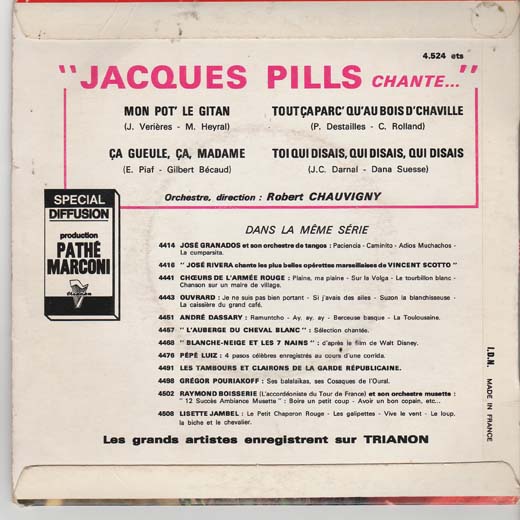 4.524 ets
"JACQUES PILLS CHANTE..."
MON POT' LE GITAN
(J. Verières - M. Heyral)
TOUT ÇA PARC' QU'AU BOIS D'CHAVILLE
(P. Destailles - C. Rolland)
ÇA GUEULE, ÇA, MADAME
(E. Piaf - Gilbert Bécaud)
TOI QUI DISAIS, QUI DISAIS, QUI DISAIS
(J.C. Darnal - Dana Suesse)
Orchestre, direction : Robert CHAUVIGNY
SPECIAL
DIFFUSION
production
PATHÉ
MARCONI
Trianon
DANS LA MÊME SÉRIE
4414 JOSÉ GRANADOS et son orchestre de tangos : Paciencia - Caminito - Adios Muchachos -
La cumparsita.
4416 "JOSÉ RIVERA chante les plus belles opérettes marseillaises de VINCENT SCOTTO"
4441 CHŒURS DE L'ARMÉE ROUGE : Plaine, ma plaine - Sur la Volga - Le tourbillon blanc -
Chanson sur un maire de village.
4443 OUVRARD : Je ne suis pas bien portant - Si j'avais des ailes - Suzon la blanchisseuse -
La caissière du grand café.
4451 ANDRÉ DASSARY : Ramuntcho - Ay, ay, ay - Berceuse basque - La Toulousaine.
4457 "L'AUBERGE DU CHEVAL BLANC" : Sélection chantée.
4468 "BLANCHE-NEIGE ET LES 7 NAINS" : d'après le film de Walt Disney.
4476 PÉPÉ LUIZ : 4 pasos célèbres enregistrés au cours d'une corrida.
4491 LES TAMBOURS ET CLAIRONS DE LA GARDE RÉPUBLICAINE.
4498 GRÉGOR POURIAKOFF : Ses balalaïkas, ses Cosaques de l'Oural.
4502 RAYMOND BOISSERIE (L'accordéoniste du Tour de France) et son orchestre musette :
"12 Succès Ambiance Musette" : Boire un petit coup - Avoir un bon copain, etc...
4508 LISETTE JAMBEL : Le Petit Chaperon Rouge - Les galipettes - Vive le vent - Le loup,
la biche et le chevalier.
Les grands artistes enregistrent sur TRIANON
I.D.N. MADE IN FRANCE